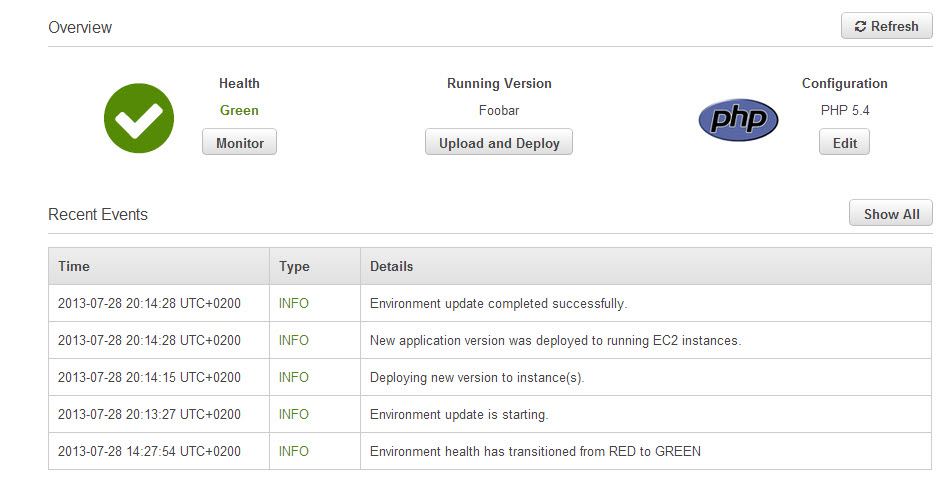 Overview
Refresh
Health
Running Version
Configuration
Green
Foobar
php
PHP 5.4
Monitor
Upload and Deploy
Edit
Recent Events
Show All
Time Type Details
2013-07-28 20:14:28 UTC+0200 INFO Environment update completed successfully.
2013-07-28 20:14:28 UTC+0200 INFO New application version was deployed to running EC2 instances.
2013-07-28 20:14:15 UTC+0200 INFO Deploying new version to instance(s).
2013-07-28 20:13:27 UTC+0200 INFO Environment update is starting.
2013-07-28 14:27:54 UTC+0200 INFO Environment health has transitioned from RED to GREEN